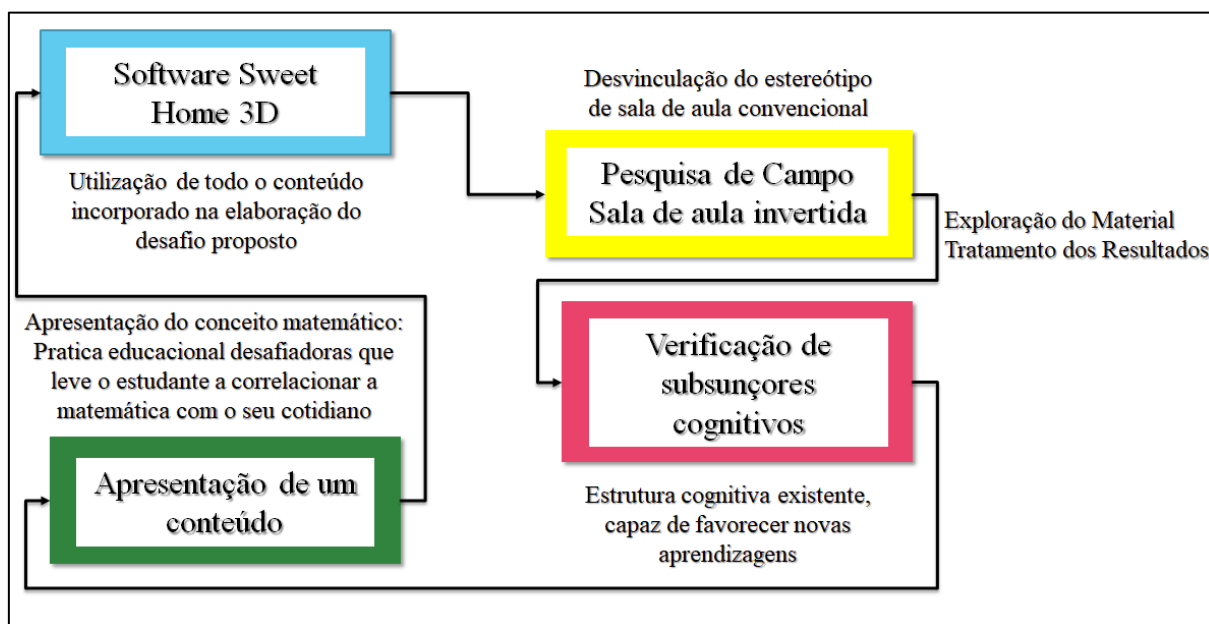 Software Sweet
Home 3D
Utilização de todo o conteúdo
incorporado na elaboração do
desafio proposto
Desvinculação do estereótipo
de sala de aula convencional
Pesquisa de Campo
Sala de aula invertida
Exploração do Material
Tratamento dos Resultados
Verificação de
subsunçores
cognitivos
Estrutura cognitiva existente,
capaz de favorecer novas
aprendizagens
Apresentação do conceito matemático:
Pratica educacional desafiadoras que
leve o estudante a correlacionar a
matemática com o seu cotidiano
Apresentação de um
conteúdo